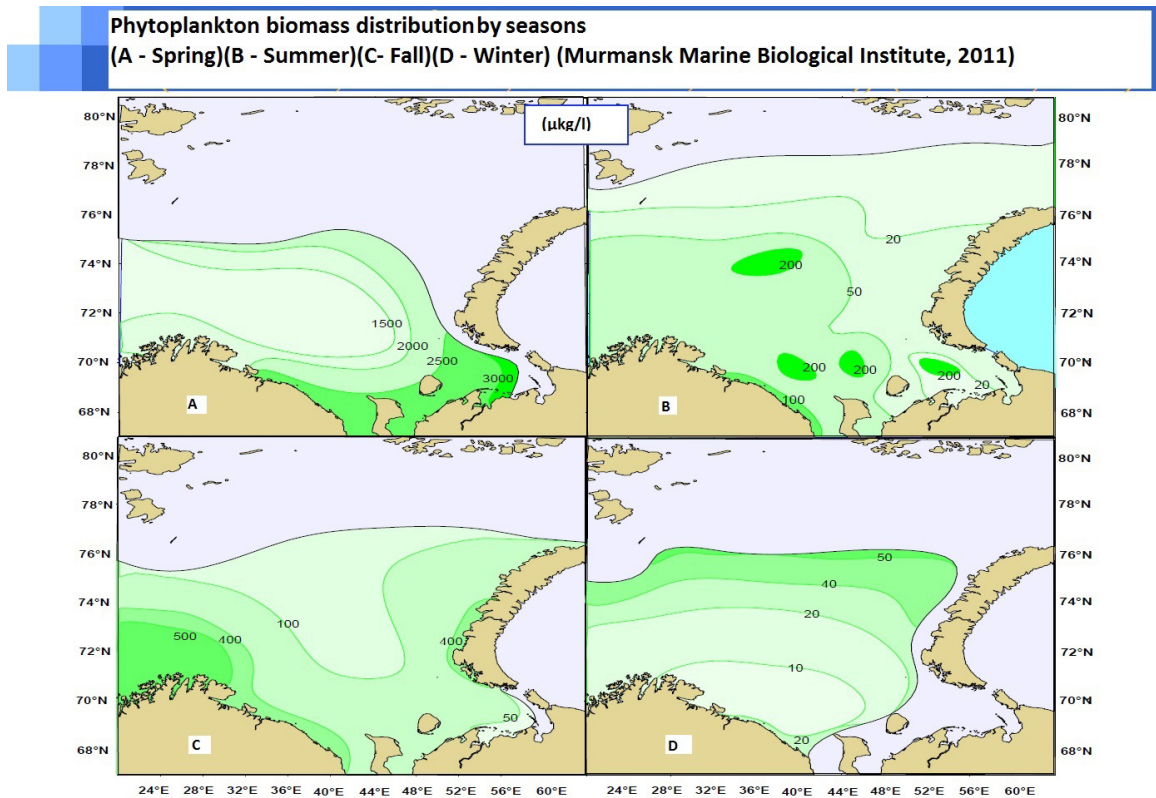 Phytoplankton biomass distribution by seasons
(A - Spring)(B - Summer)(C- Fall)(D - Winter) (Murmansk Marine Biological Institute, 2011)
(µkg/l)
80°N
78°N
76°N
74°N
72°N
70°N
68°N
1500
2000
2500
3000
A
20
200
50
200
200
200
20
100
B
80°N
78°N
76°N
74°N
72°N
70°N
68°N
80°N
78°N
76°N
74°N
72°N
70°N
68°N
100
500
400
400
50
C
50
40
20
10
20
D
80°N
78°N
76°N
74°N
72°N
70°N
68°N
24°E 28°E 32°E 36°E 40°E 44°E 48°E 52°E 56°E 60°E 24°E 28°E 32°E 36°E 40°E 44°E 48°E 52°E 56°E 60°E